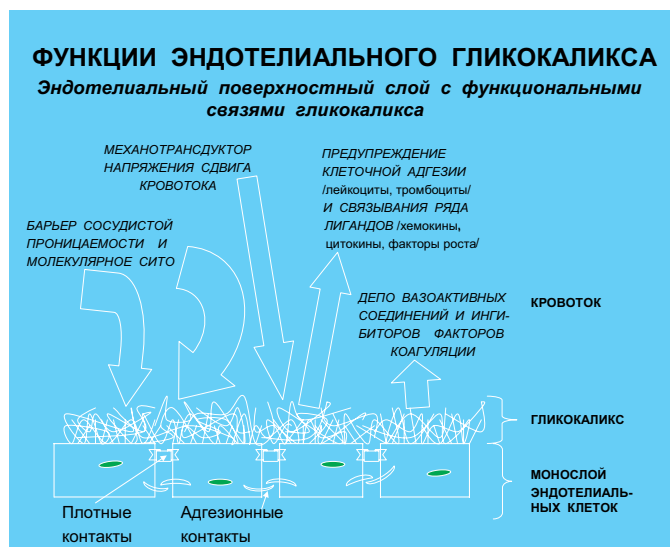 ФУНКЦИИ ЭНДОТЕЛИАЛЬНОГО ГЛИКОКАЛИКСА
Эндотелиальный поверхностный слой с функциональными
связями гликокаликса
МЕХАНОТРАНСДУКТОР
НАПРЯЖЕНИЯ СДВИГА
КРОВОТОКА
ПРЕДУПРЕЖДЕНИЕ
КЛЕТОЧНОЙ АДГЕЗИИ
/лейкоциты, тромбоциты/
И СВЯЗЫВАНИЯ РЯДА
ЛИГАНДОВ /хемокины,
цитокины, факторы роста/
БАРЬЕР СОСУДИСТОЙ
ПРОНИЦАЕМОСТИ И
МОЛЕКУЛЯРНОЕ СИТО
ДЕПО ВАЗОАКТИВНЫХ
СОЕДИНЕНИЙ И ИНГИ-
БИТОРОВ ФАКТОРОВ
КОАГУЛЯЦИИ
КРОВОТОК
ГЛИКОКАЛИКС
МОНОСЛОЙ
ЭНДОТЕЛИАЛЬ-
НЫХ КЛЕТОК
Плотные
контакты
Адгезионные
контакты